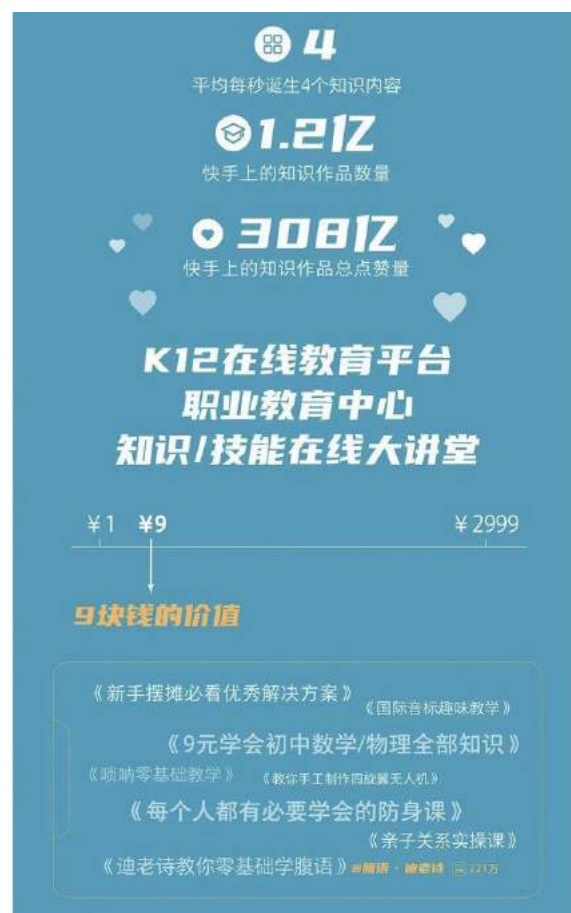 4
平均每秒诞生4个知识内容
1.2亿
快手上的知识作品数量
308亿
快手上的知识作品总点赞量
K12在线教育平台
职业教育中心
知识/技能在线大讲堂
¥1 ¥9 ¥2999
9块钱的价值
《新手摆摊必看优秀解决方案》
《国际音标趣味教学》
《9元学会初中数学/物理全部知识》
《唢呐零基础教学》 《教你手工制作四旋翼无人机》
《每个人都有必要学会的防身课》
《亲子关系实操课》
《迪老诗教你零基础学腹语》